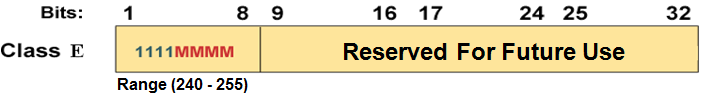 Bits: 1 8 9 16 17 24 25 32
Class E 1111MMMM Reserved For Future Use
Range (240 - 255)